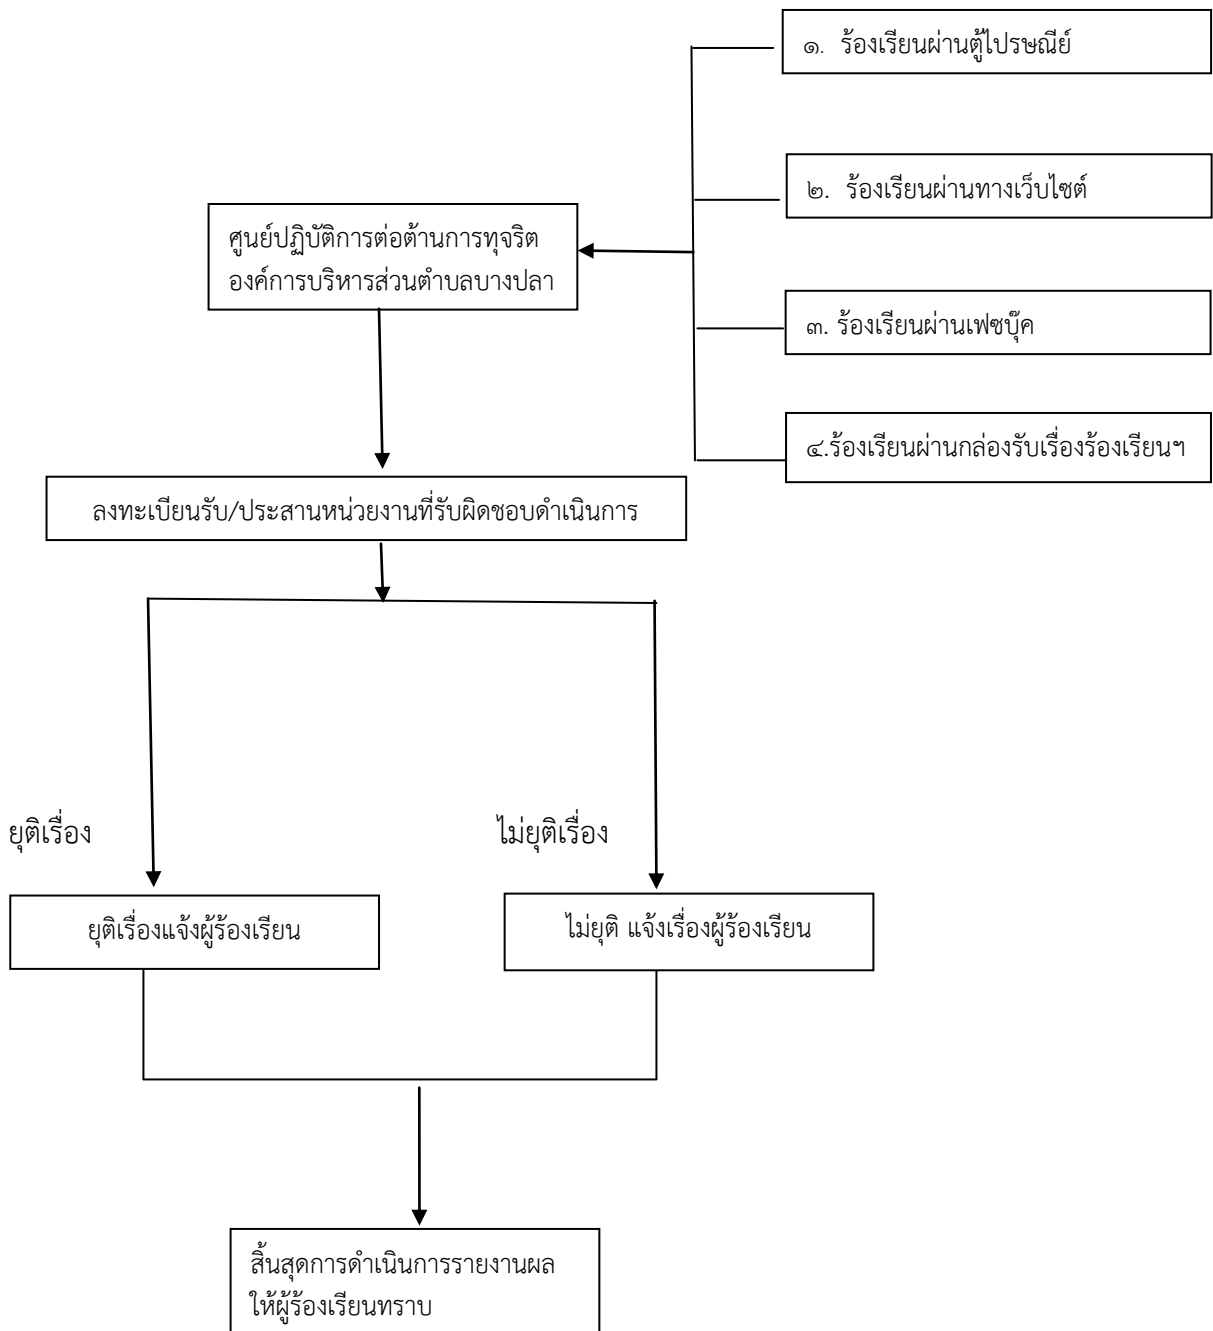 ๑. ร้องเรียนผ่านตู้ไปรษณีย์
๒. ร้องเรียนผ่านทางเว็บไซต์
ศูนย์ปฏิบัติการต่อต้านการทุจริต
องค์การบริหารส่วนตำบลบางปลา
๓. ร้องเรียนผ่านเฟซบุ๊ค
๔.ร้องเรียนผ่านกล่องรับเรื่องร้องเรียนฯ
ลงทะเบียนรับ/ประสานหน่วยงานที่รับผิดชอบดำเนินการ
ยุติเรื่อง
ไม่ยุติเรื่อง
ยุติเรื่องแจ้งผู้ร้องเรียน
ไม่ยุติ แจ้งเรื่องผู้ร้องเรียน
สิ้นสุดการดำเนินการรายงานผล
ให้ผู้ร้องเรียนทราบ